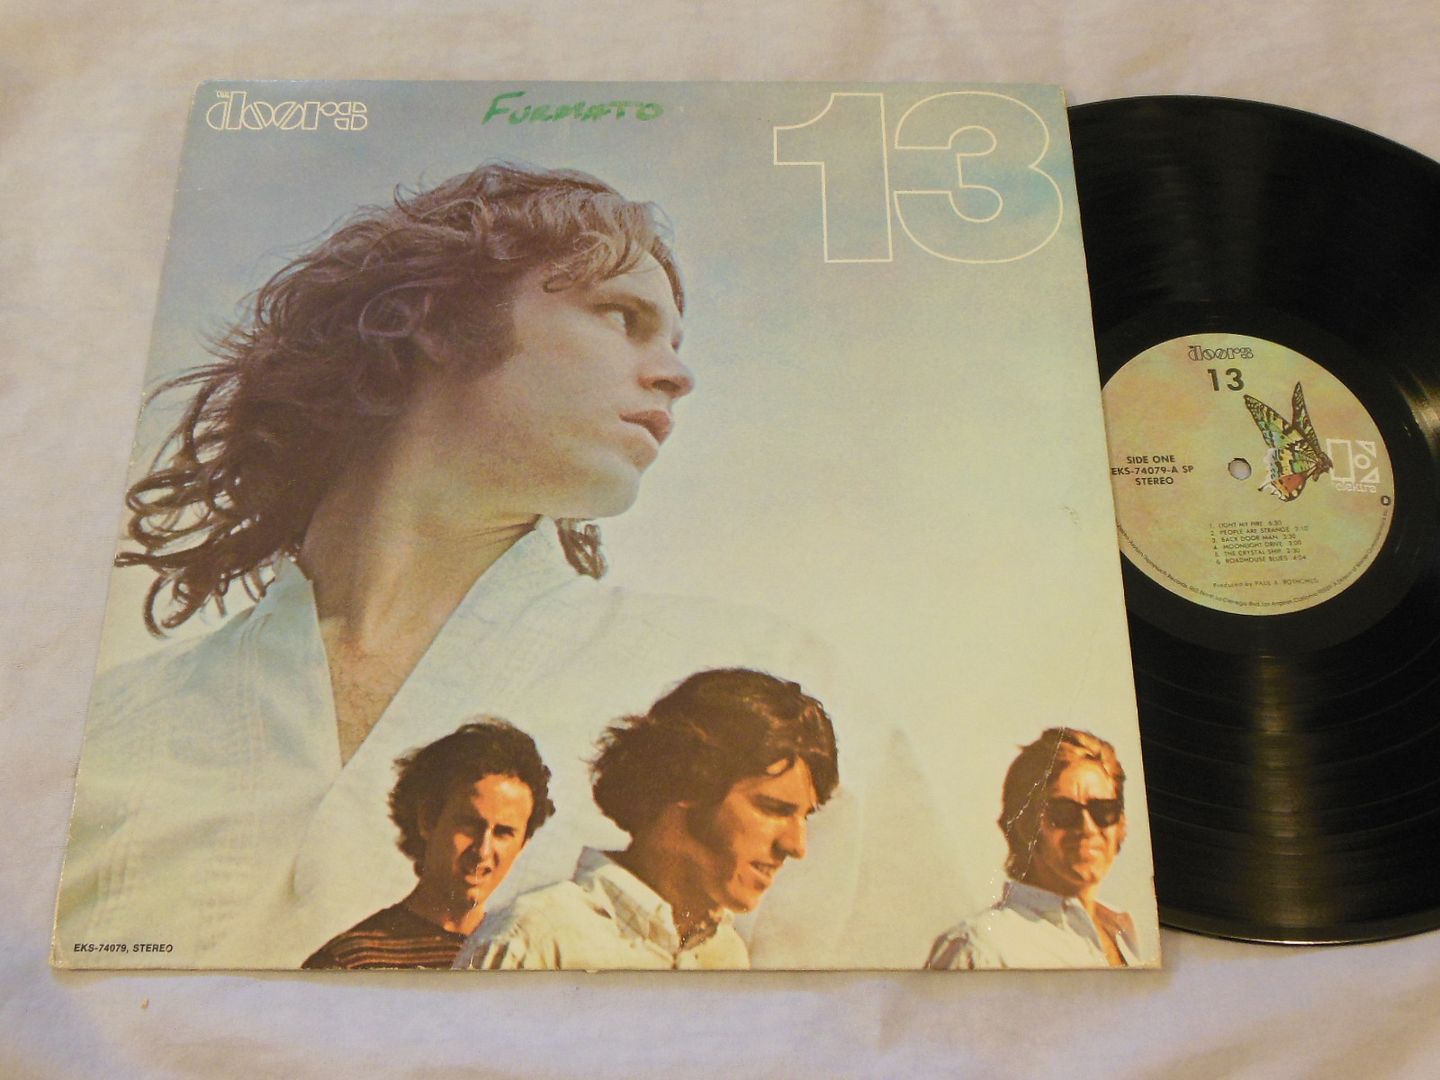 THE
doors
FURMATO
13
EKS-74079, STEREO
the doors
13
SIDE ONE
EKS-74079-A SP
STEREO
elektra
1. LIGHT MY FIRE 6:30
2. PEOPLE ARE STRANGE 2:10
3. BACK DOOR MAN 3:30
4. MOONLIGHT DRIVE 3:00
5. THE CRYSTAL SHIP 2:30
6. ROADHOUSE BLUES 4:04
Produced by PAUL A. ROTHCHILD